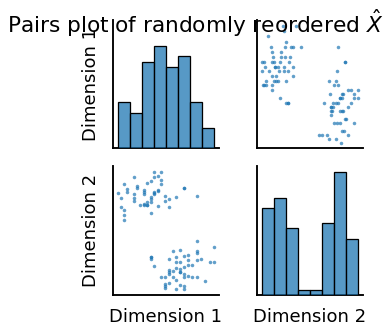 Pairs plot of randomly reordered X̂
Dimension 1
Dimension 2
Dimension 1
Dimension 2